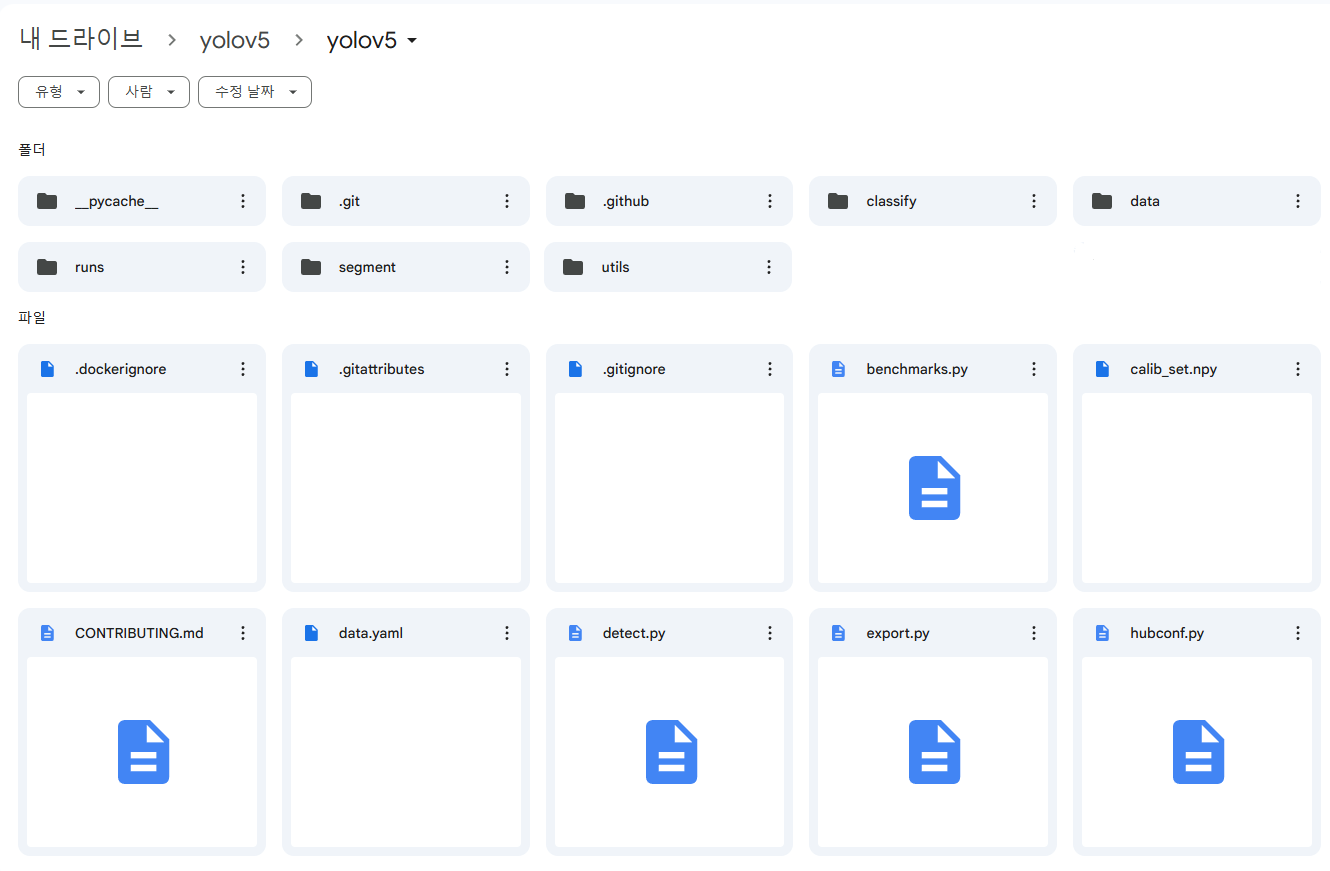 내 드라이브 > yolov5 > yolov5
유형 사람 수정 날짜
폴더
__pycache__ .git .github classify data
runs segment utils
파일
.dockerignore .gitattributes .gitignore benchmarks.py calib_set.npy
CONTRIBUTING.md data.yaml detect.py export.py hubconf.py